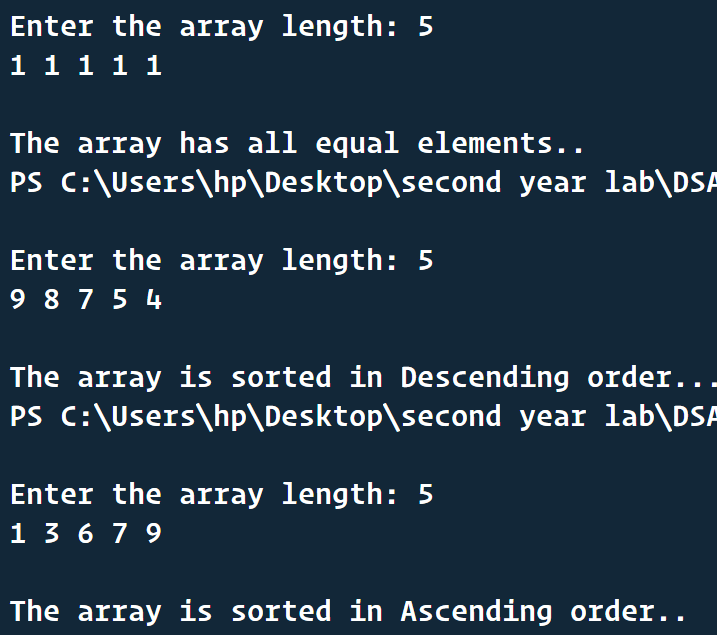 Enter the array length: 5
1 1 1 1 1
The array has all equal elements..
PS C:\Users\hp\Desktop\second year lab\DSA
Enter the array length: 5
9 8 7 5 4
The array is sorted in Descending order...
PS C:\Users\hp\Desktop\second year lab\DSA
Enter the array length: 5
1 3 6 7 9
The array is sorted in Ascending order..